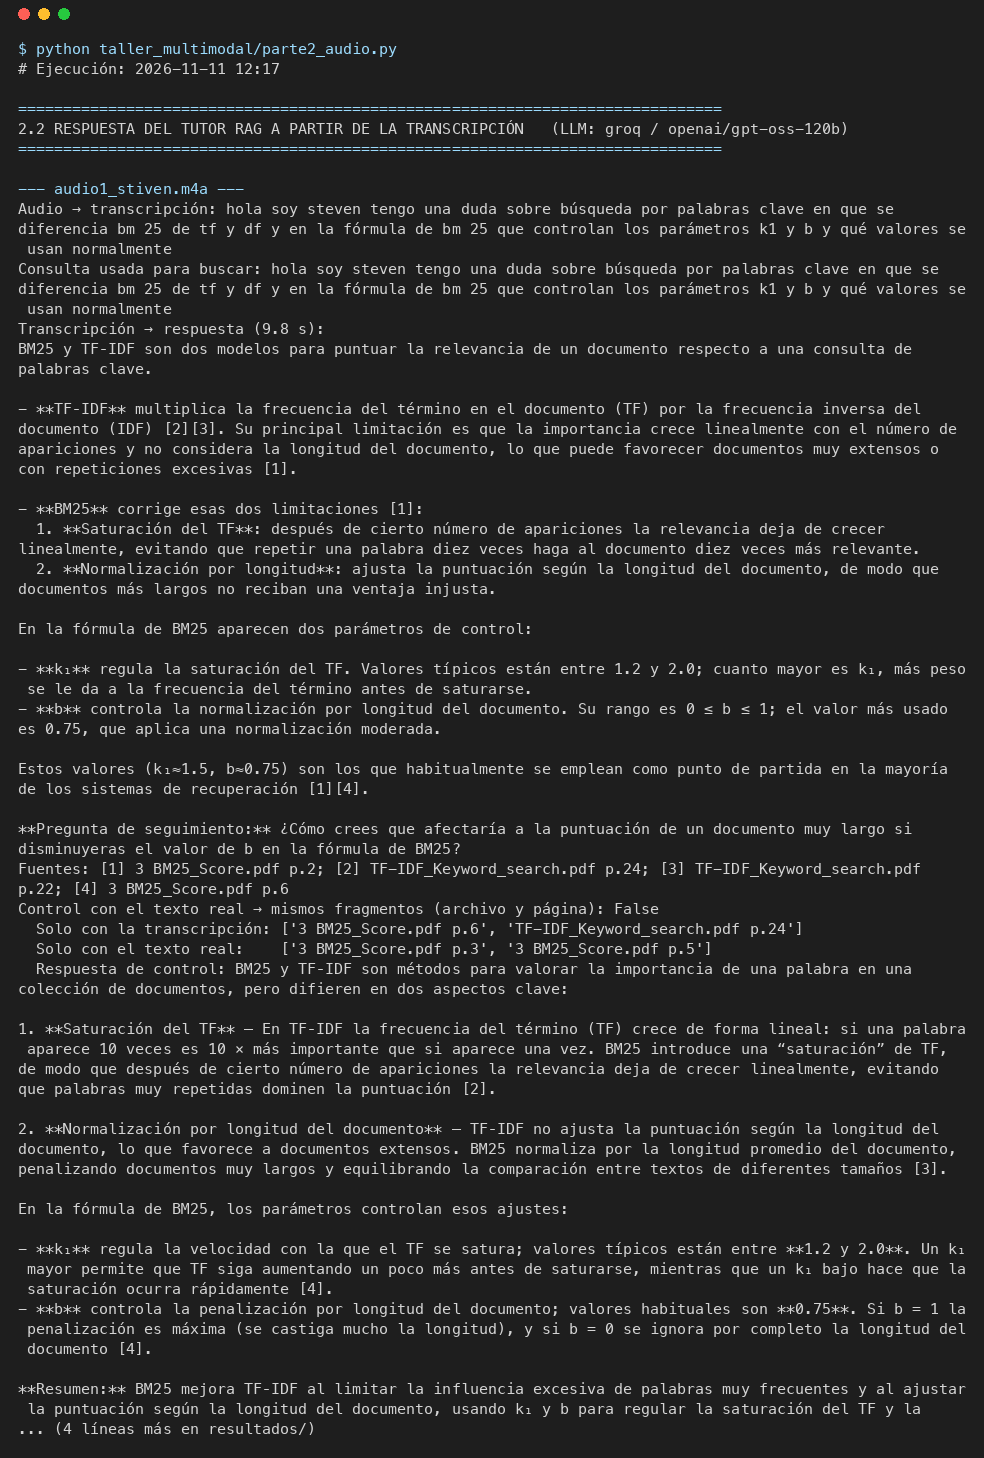 $ python taller_multimodal/parte2_audio.py
# Ejecución: 2026-11-11 12:17
==============================================================================
2.2 RESPUESTA DEL TUTOR RAG A PARTIR DE LA TRANSCRIPCIÓN   (LLM: groq / openai/gpt-oss-120b)
==============================================================================
--- audio1_stiven.m4a ---
Audio → transcripción: hola soy steven tengo una duda sobre búsqueda por palabras clave en que se
diferencia bm 25 de tf y df y en la fórmula de bm 25 que controlan los parámetros k1 y b y qué valores se
 usan normalmente
Consulta usada para buscar: hola soy steven tengo una duda sobre búsqueda por palabras clave en que se
diferencia bm 25 de tf y df y en la fórmula de bm 25 que controlan los parámetros k1 y b y qué valores se
 usan normalmente
Transcripción → respuesta (9.8 s):
BM25 y TF-IDF son dos modelos para puntuar la relevancia de un documento respecto a una consulta de
palabras clave.
- **TF-IDF** multiplica la frecuencia del término en el documento (TF) por la frecuencia inversa del
documento (IDF) [2][3]. Su principal limitación es que la importancia crece linealmente con el número de
apariciones y no considera la longitud del documento, lo que puede favorecer documentos muy extensos o
con repeticiones excesivas [1].
- **BM25** corrige esas dos limitaciones [1]:
  1. **Saturación del TF**: después de cierto número de apariciones la relevancia deja de crecer
linealmente, evitando que repetir una palabra diez veces haga al documento diez veces más relevante.
  2. **Normalización por longitud**: ajusta la puntuación según la longitud del documento, de modo que
documentos más largos no reciban una ventaja injusta.
En la fórmula de BM25 aparecen dos parámetros de control:
- **k₁** regula la saturación del TF. Valores típicos están entre 1.2 y 2.0; cuanto mayor es k₁, más peso
 se le da a la frecuencia del término antes de saturarse.
- **b** controla la normalización por longitud del documento. Su rango es 0 ≤ b ≤ 1; el valor más usado
es 0.75, que aplica una normalización moderada.
Estos valores (k₁≈1.5, b≈0.75) son los que habitualmente se emplean como punto de partida en la mayoría
de los sistemas de recuperación [1][4].
**Pregunta de seguimiento:** ¿Cómo crees que afectaría a la puntuación de un documento muy largo si
disminuyeras el valor de b en la fórmula de BM25?
Fuentes: [1] 3 BM25_Score.pdf p.2; [2] TF-IDF_Keyword_search.pdf p.24; [3] TF-IDF_Keyword_search.pdf
p.22; [4] 3 BM25_Score.pdf p.6
Control con el texto real → mismos fragmentos (archivo y página): False
  Solo con la transcripción: ['3 BM25_Score.pdf p.6', 'TF-IDF_Keyword_search.pdf p.24']
  Solo con el texto real:    ['3 BM25_Score.pdf p.3', '3 BM25_Score.pdf p.5']
  Respuesta de control: BM25 y TF-IDF son métodos para valorar la importancia de una palabra en una
colección de documentos, pero difieren en dos aspectos clave:
1. **Saturación del TF** – En TF-IDF la frecuencia del término (TF) crece de forma lineal: si una palabra
 aparece 10 veces es 10 × más importante que si aparece una vez. BM25 introduce una “saturación” de TF,
de modo que después de cierto número de apariciones la relevancia deja de crecer linealmente, evitando
que palabras muy repetidas dominen la puntuación [2].
2. **Normalización por longitud del documento** – TF-IDF no ajusta la puntuación según la longitud del
documento, lo que favorece a documentos extensos. BM25 normaliza por la longitud promedio del documento,
penalizando documentos muy largos y equilibrando la comparación entre textos de diferentes tamaños [3].
En la fórmula de BM25, los parámetros controlan esos ajustes:
- **k₁** regula la velocidad con la que el TF se satura; valores típicos están entre **1.2 y 2.0**. Un k₁
 mayor permite que TF siga aumentando un poco más antes de saturarse, mientras que un k₁ bajo hace que la
 saturación ocurra rápidamente [4].
- **b** controla la penalización por longitud del documento; valores habituales son **0.75**. Si b = 1 la
 penalización es máxima (se castiga mucho la longitud), y si b = 0 se ignora por completo la longitud del
 documento [4].
**Resumen:** BM25 mejora TF-IDF al limitar la influencia excesiva de palabras muy frecuentes y al ajustar
 la puntuación según la longitud del documento, usando k₁ y b para regular la saturación del TF y la
... (4 líneas más en resultados/)